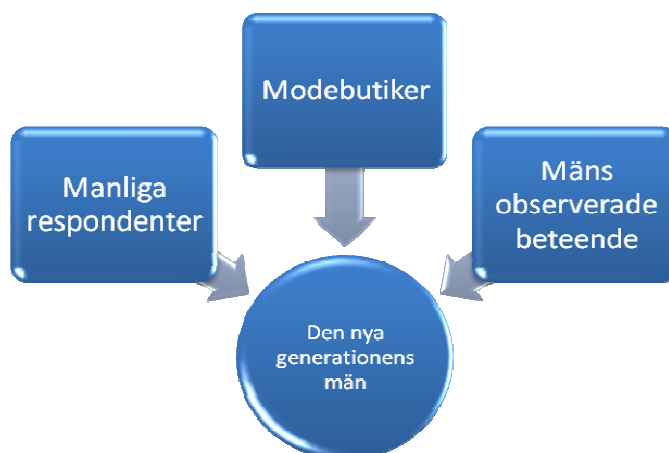 Modebutiker
Manliga
respondenter
Mäns
observerade
beteende
Den nya
generationens
män